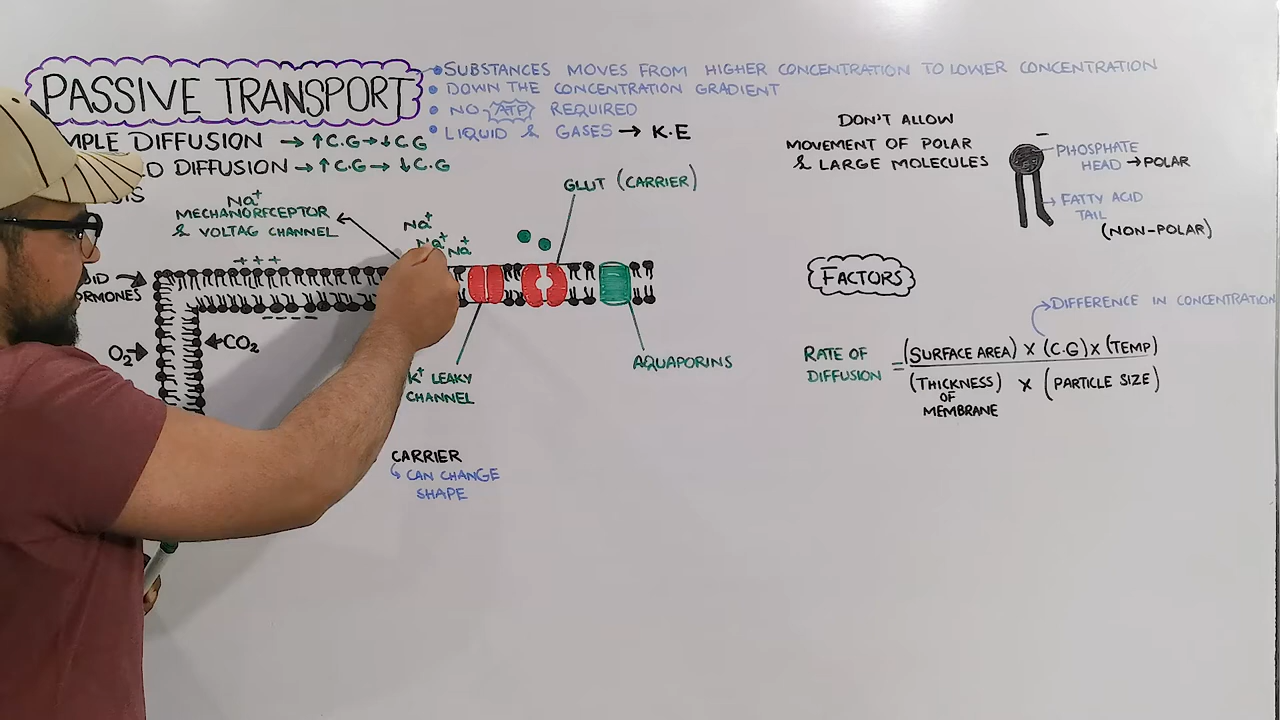 PASSIVE TRANSPORT
SUBSTANCES MOVES FROM HIGHER CONCENTRATION TO LOWER CONCENTRATION
DOWN THE CONCENTRATION GRADIENT
NO ATP REQUIRED
LIQUID & GASES → K·E
MPLE DIFFUSION → ↑C.G→↓C.G
D DIFFUSION → ↑C.G → ↓C.G
Na+
MECHANORECEPTOR
& VOLTAG CHANNEL
Na+
Na+ Na+
GLUT (CARRIER)
+ + +
ORMONES
O2→
←CO2
K+ LEAKY
CHANNEL
AQUAPORINS
CARRIER
CAN CHANGE
SHAPE
DON'T ALLOW
MOVEMENT OF POLAR
& LARGE MOLECULES
PHOSPHATE
HEAD → POLAR
FATTY ACID
TAIL
(NON-POLAR)
FACTORS
DIFFERENCE IN CONCENTRATION
RATE OF
DIFFUSION
= (SURFACE AREA) X (C.G) X (TEMP)
(THICKNESS) X (PARTICLE SIZE)
OF
MEMBRANE